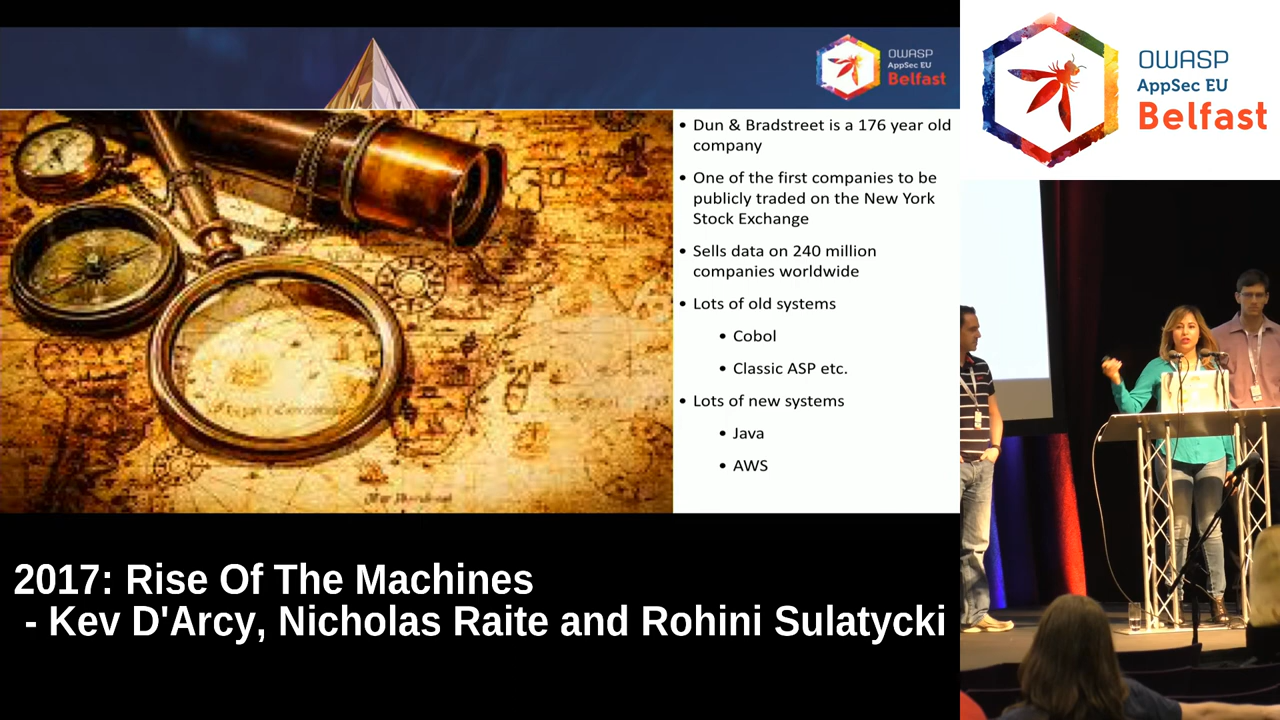 OWASP
AppSec EU
Belfast
• Dun & Bradstreet is a 176 year old
company
• One of the first companies to be
publicly traded on the New York
Stock Exchange
• Sells data on 240 million
companies worldwide
• Lots of old systems
• Cobol
• Classic ASP etc.
• Lots of new systems
• Java
• AWS
OWASP
AppSec EU
Belfast
2017: Rise Of The Machines
- Kev D'Arcy, Nicholas Raite and Rohini Sulatycki